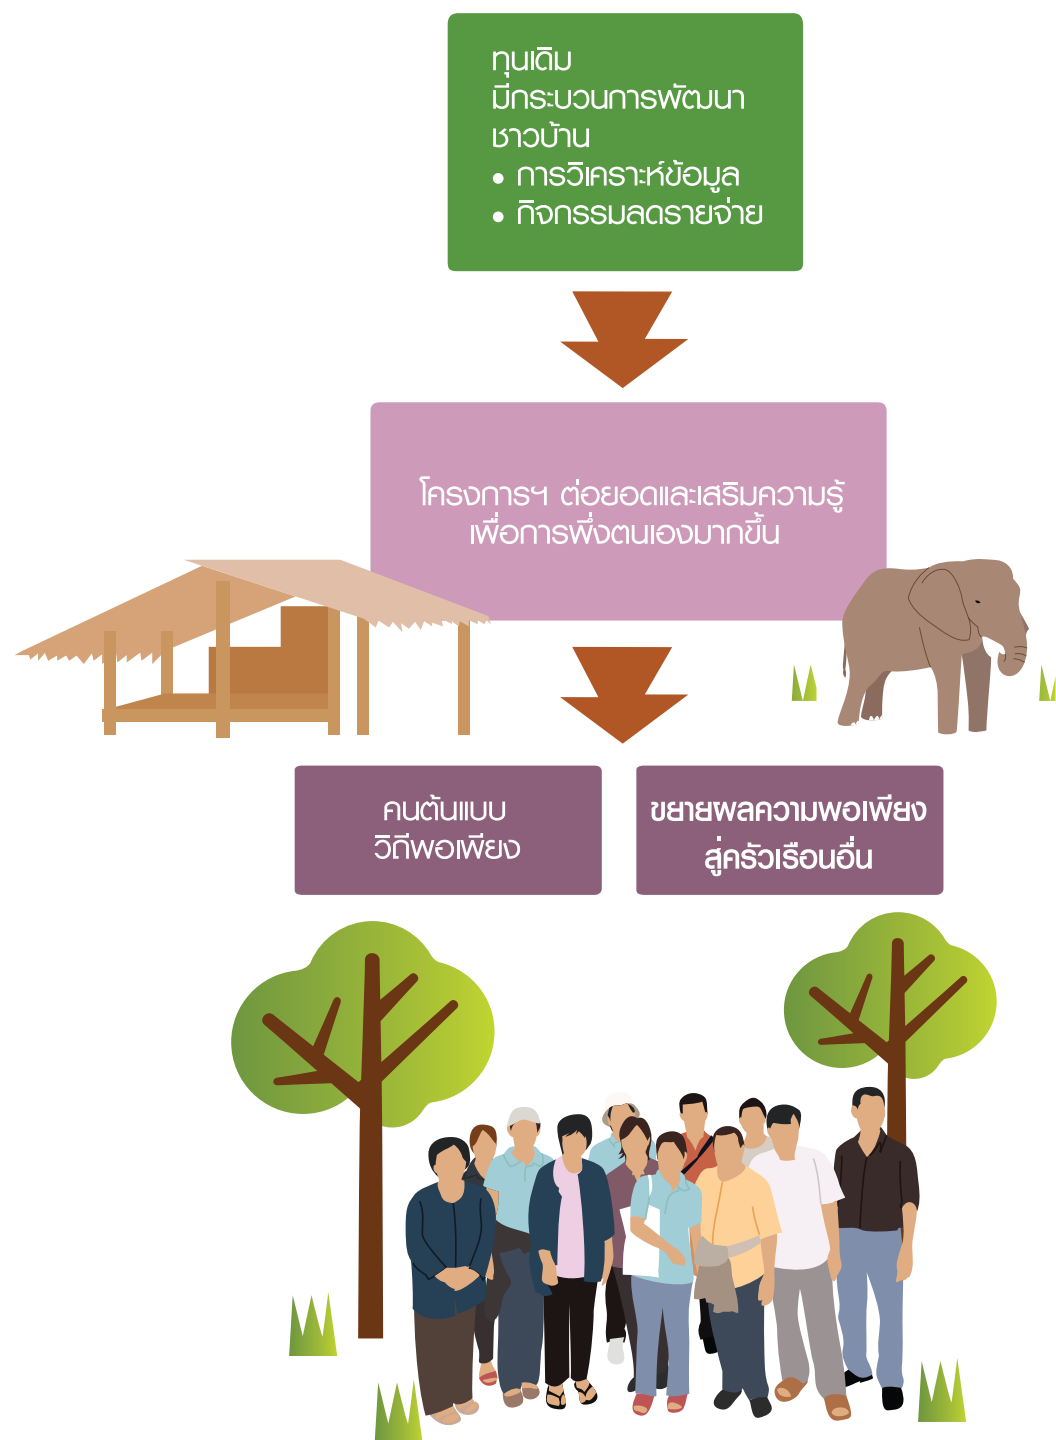 ทุนเดิม
มีกระบวนการพัฒนา
ชาวบ้าน
• การวิเคราะห์ข้อมูล
• กิจกรรมลดรายจ่าย
โครงการฯ ต่อยอดและเสริมความรู้
เพื่อการพึ่งตนเองมากขึ้น
คนต้นแบบ
วิถีพอเพียง
ขยายผลความพอเพียง
สู่ครัวเรือนอื่น